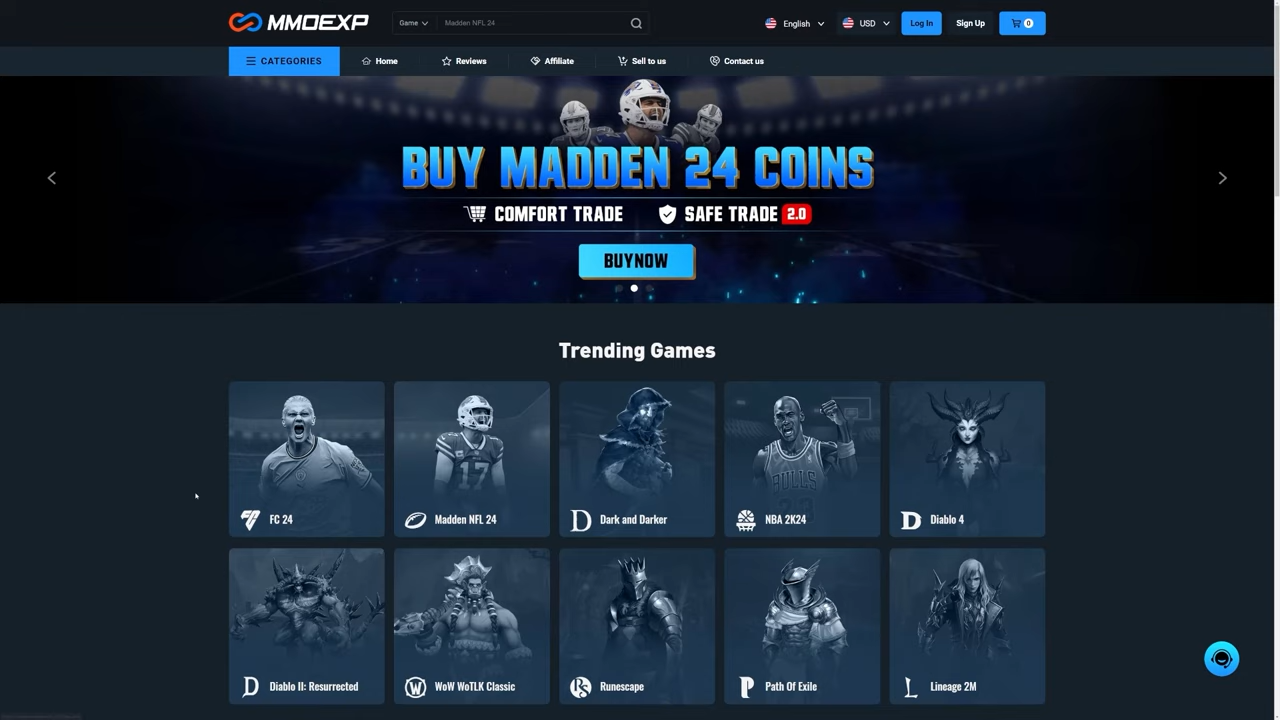 MMOEXP
Game
Madden NFL 24
English
USD
Log In
Sign Up
0
CATEGORIES
Home
Reviews
Affiliate
Sell to us
Contact us
BUY MADDEN 24 COINS
COMFORT TRADE
SAFE TRADE 2.0
BUYNOW
Trending Games
17
BULLS
FC 24
Madden NFL 24
Dark and Darker
NBA 2K24
Diablo 4
Diablo II: Resurrected
WoW WoTLK Classic
Runescape
Path Of Exile
Lineage 2M